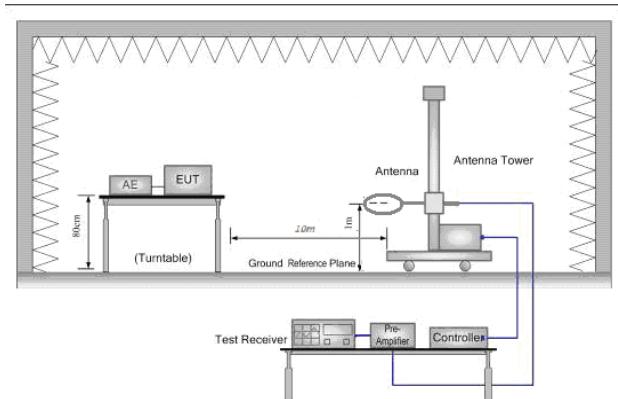 Antenna
Antenna Tower
AE
EUT
80cm
10m
1m
(Turntable)
Ground Reference Plane
Test Receiver
Pre-
Amplifier
Controller